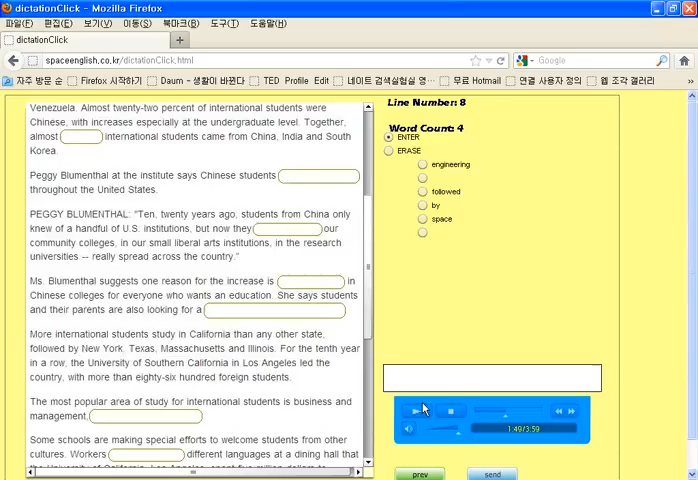 dictationClick - Mozilla Firefox
파일(F) 편집(E) 보기(V) 이동(S) 북마크(B) 도구(T) 도움말(H)
dictationClick
spaceenglish.co.kr/dictationClick.html
Google
자주 방문 순 Firefox 시작하기 Daum - 생활이 바뀐다 TED Profile Edit 네이트 검색실험실 영… 무료 Hotmail 연결 사용자 정의 웹 조각 갤러리
Venezuela. Almost twenty-two percent of international students were
Chinese, with increases especially at the undergraduate level. Together,
almost international students came from China, India and South
Korea.
Peggy Blumenthal at the institute says Chinese students
throughout the United States.
PEGGY BLUMENTHAL: "Ten, twenty years ago, students from China only
knew of a handful of U.S. institutions, but now they our
community colleges, in our small liberal arts institutions, in the research
universities -- really spread across the country."
Ms. Blumenthal suggests one reason for the increase is in
Chinese colleges for everyone who wants an education. She says students
and their parents are also looking for a
More international students study in California than any other state,
followed by New York, Texas, Massachusetts and Illinois. For the tenth year
in a row, the University of Southern California in Los Angeles led the
country, with more than eighty-six hundred foreign students.
The most popular area of study for international students is business and
management,
Some schools are making special efforts to welcome students from other
cultures. Workers different languages at a dining hall that
the University of California, Los Angeles, spent five million dollars to
Line Number: 8
Word Count: 4
ENTER
ERASE
engineering
followed
by
space
1:49/3:59
prev send